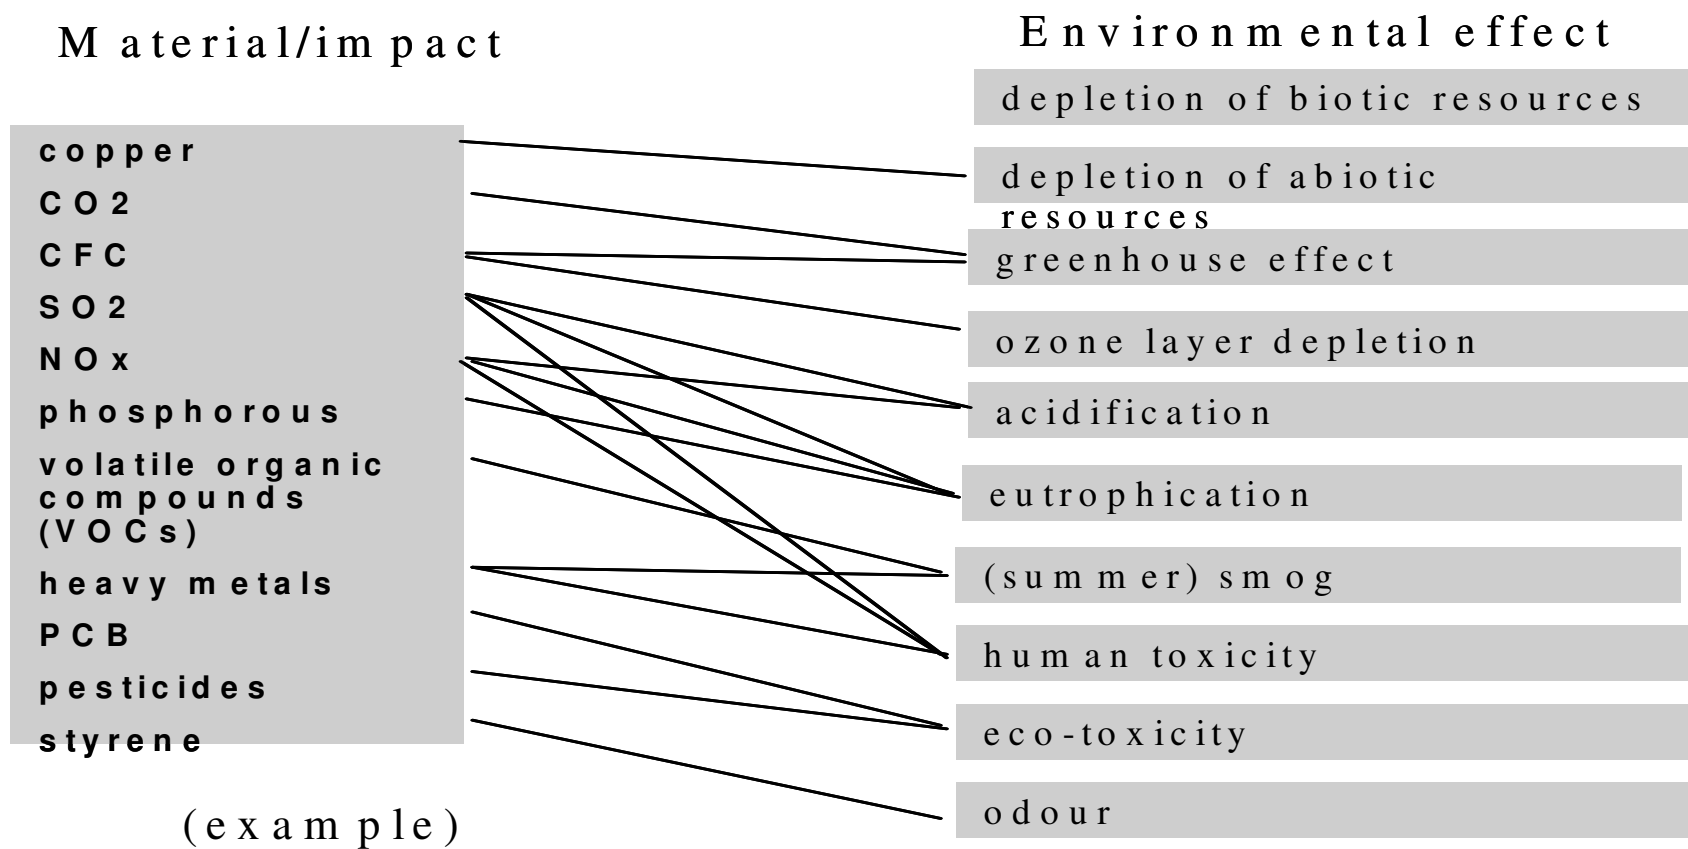 Material/impact
copper
CO2
CFC
SO2
NOx
phosphorous
volatile organic
compounds
(VOCs)
heavy metals
PCB
pesticides
styrene
(example)
Environmental effect
depletion of biotic resources
depletion of abiotic
resources
greenhouse effect
ozone layer depletion
acidification
eutrophication
(summer) smog
human toxicity
eco-toxicity
odour